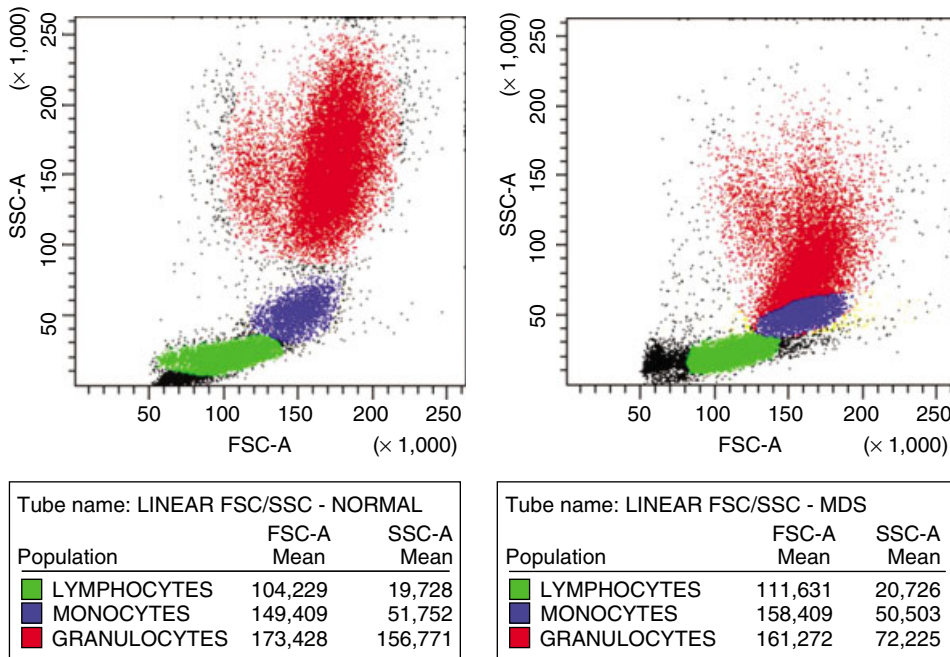 (× 1,000)
250
200
150
100
50
SSC-A
50 100 150 200 250
FSC-A (× 1,000)
(× 1,000)
250
200
150
100
50
SSC-A
50 100 150 200 250
FSC-A (× 1,000)
Tube name: LINEAR FSC/SSC - NORMAL
FSC-A SSC-A
Population Mean Mean
LYMPHOCYTES 104,229 19,728
MONOCYTES 149,409 51,752
GRANULOCYTES 173,428 156,771
Tube name: LINEAR FSC/SSC - MDS
FSC-A SSC-A
Population Mean Mean
LYMPHOCYTES 111,631 20,726
MONOCYTES 158,409 50,503
GRANULOCYTES 161,272 72,225